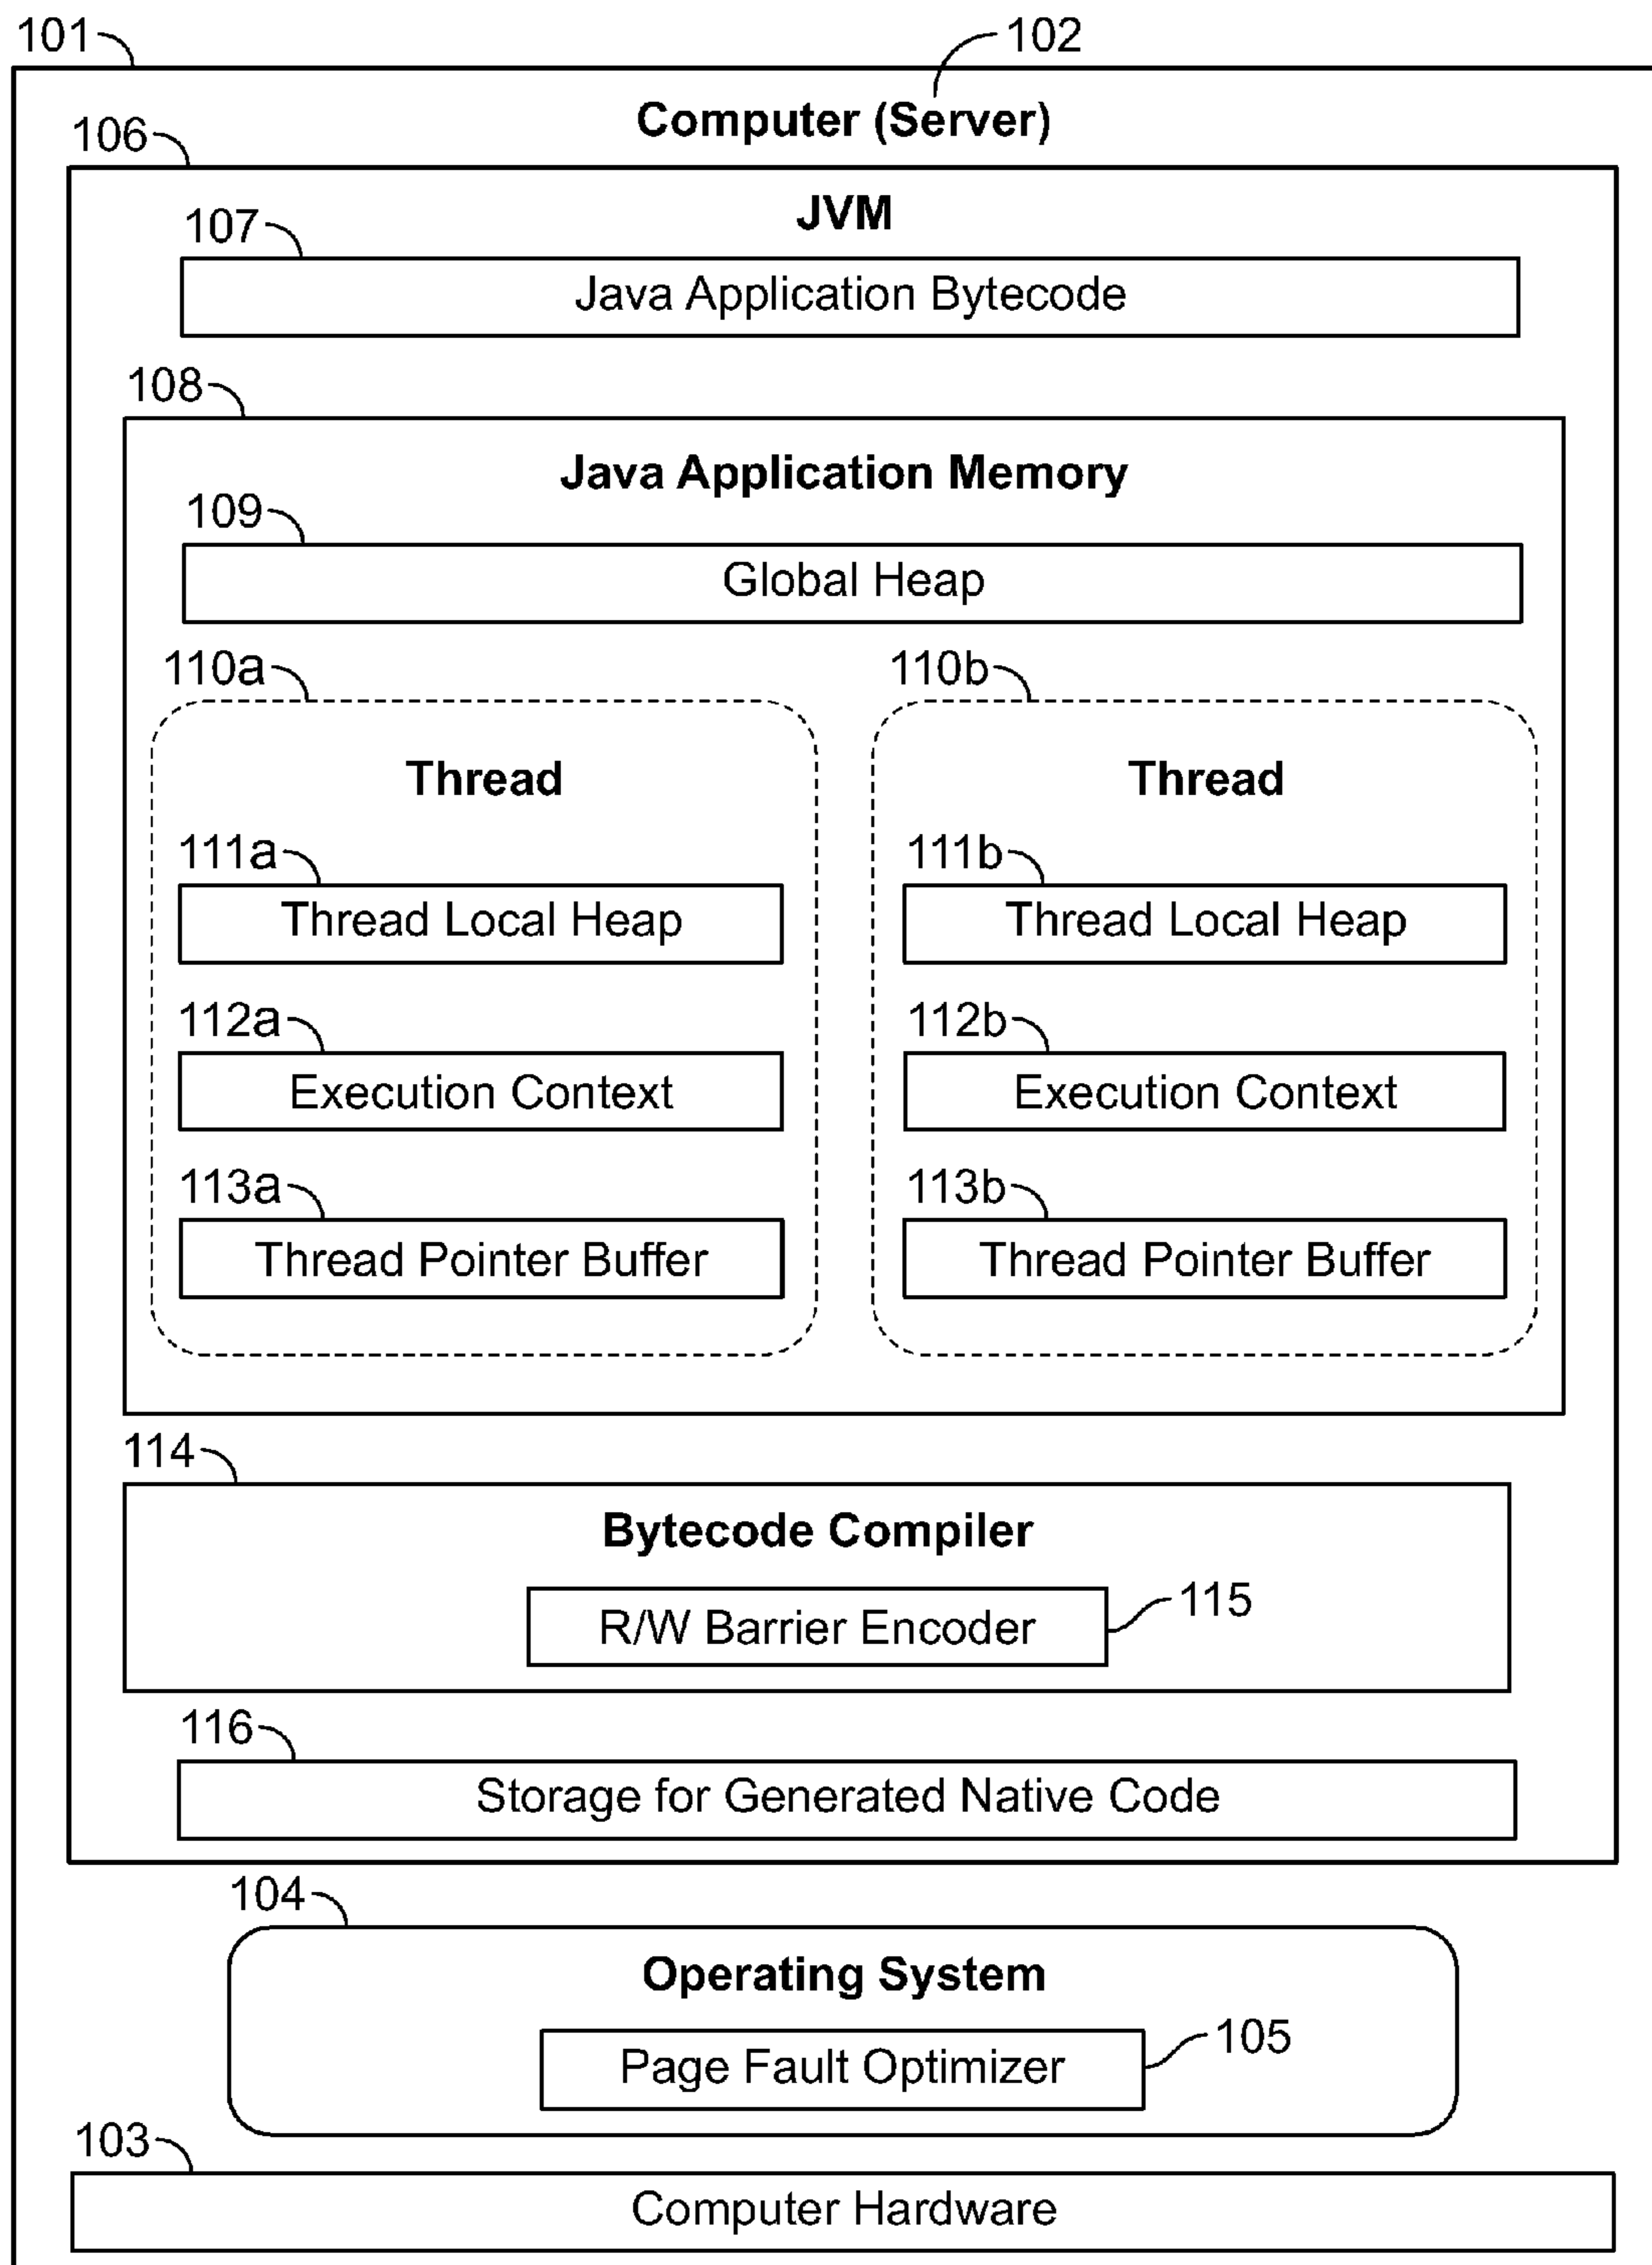 101
102
Computer (Server)
106
JVM
107
Java Application Bytecode
108
Java Application Memory
109
Global Heap
110a
110b
Thread
Thread
111a
111b
Thread Local Heap
Thread Local Heap
112a
112b
Execution Context
Execution Context
113a
113b
Thread Pointer Buffer
Thread Pointer Buffer
114
Bytecode Compiler
R/W Barrier Encoder
115
116
Storage for Generated Native Code
104
Operating System
Page Fault Optimizer
105
103
Computer Hardware